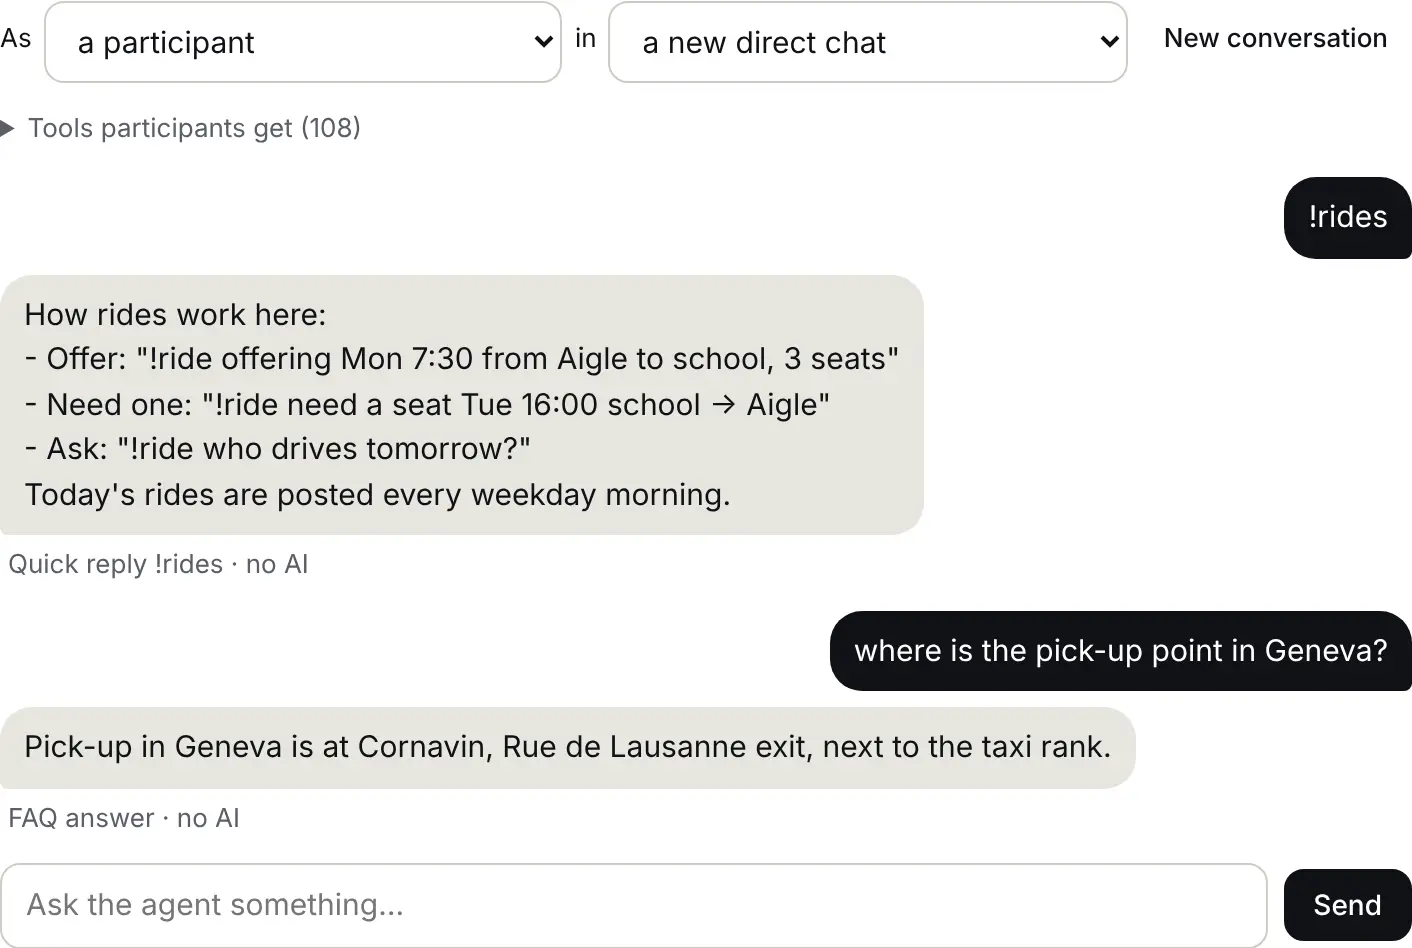 As a participant in a new direct chat New conversation
Tools participants get (108)
!rides
How rides work here:
- Offer: "!ride offering Mon 7:30 from Aigle to school, 3 seats"
- Need one: "!ride need a seat Tue 16:00 school → Aigle"
- Ask: "!ride who drives tomorrow?"
Today's rides are posted every weekday morning.
Quick reply !rides · no AI
where is the pick-up point in Geneva?
Pick-up in Geneva is at Cornavin, Rue de Lausanne exit, next to the taxi rank.
FAQ answer · no AI
Ask the agent something...
Send